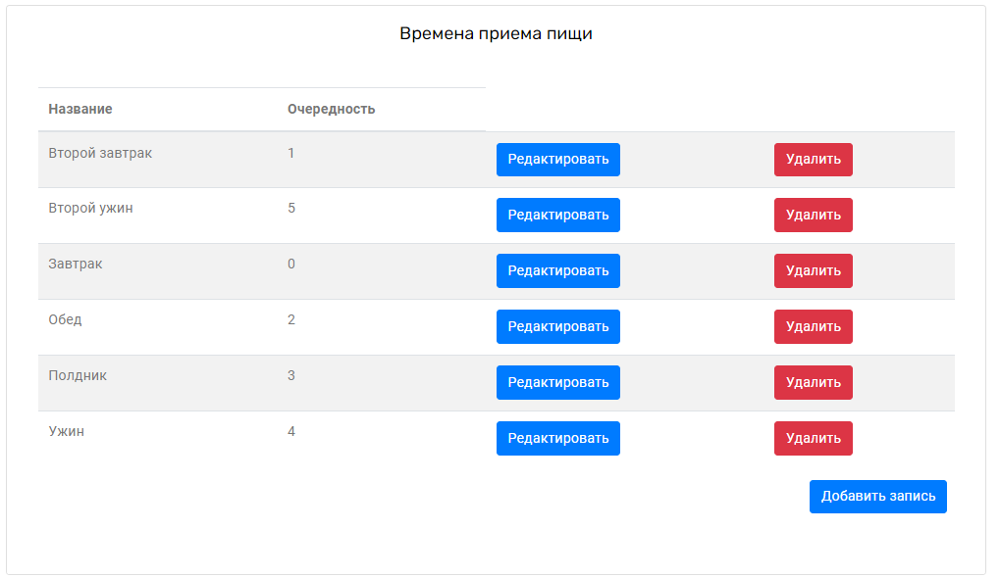 Времена приема пищи
Название Очередность
Второй завтрак 1 Редактировать Удалить
Второй ужин 5 Редактировать Удалить
Завтрак 0 Редактировать Удалить
Обед 2 Редактировать Удалить
Полдник 3 Редактировать Удалить
Ужин 4 Редактировать Удалить
Добавить запись